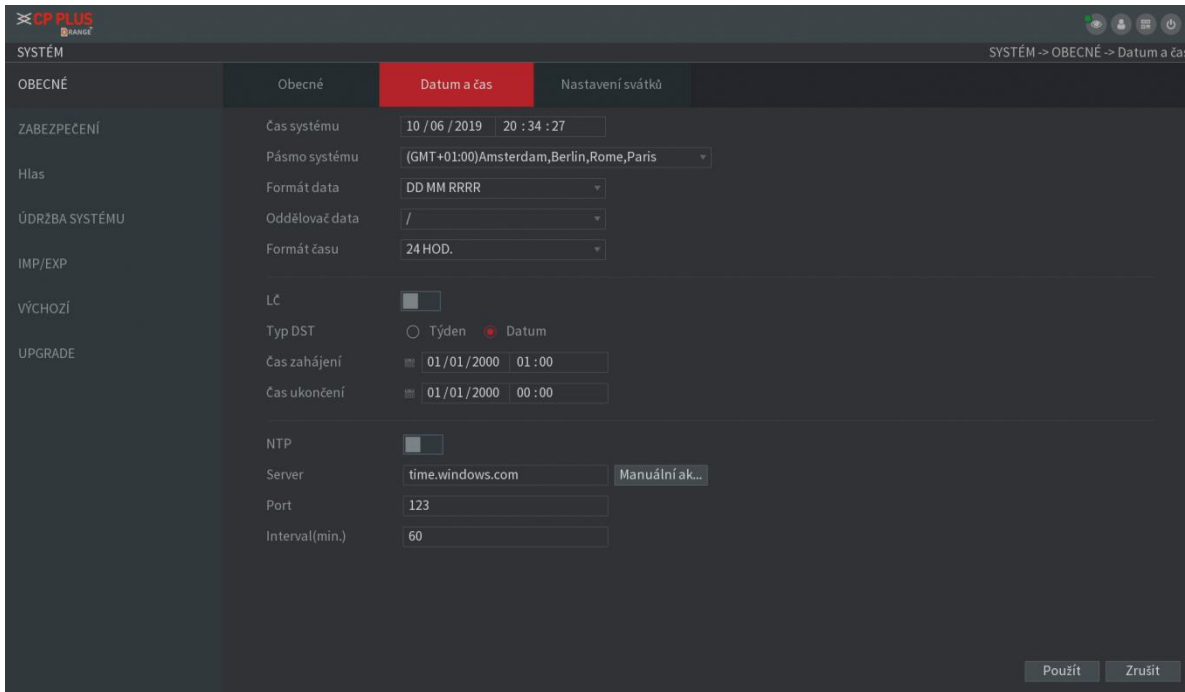 CP PLUS
ORANGE
SYSTÉM
SYSTÉM -> OBECNÉ -> Datum a čas
OBECNÉ
Obecné
Datum a čas
Nastavení svátků
ZABEZPEČENÍ
Hlas
ÚDRŽBA SYSTÉMU
IMP/EXP
VÝCHOZÍ
UPGRADE
Čas systému 10 / 06 / 2019 20 : 34 : 27
Pásmo systému (GMT+01:00)Amsterdam,Berlin,Rome,Paris
Formát data DD MM RRRR
Oddělovač data /
Formát času 24 HOD.
LČ
Typ DST Týden Datum
Čas zahájení 01 / 01 / 2000 01 : 00
Čas ukončení 01 / 01 / 2000 00 : 00
NTP
Server time.windows.com Manuální ak...
Port 123
Interval(min.) 60
Použít Zrušit